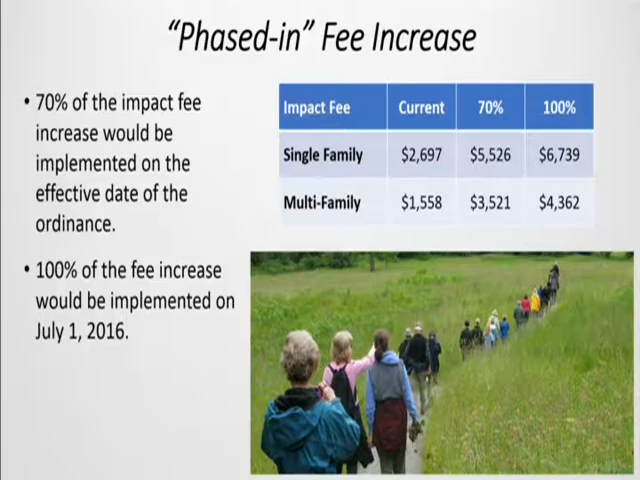 “Phased-in” Fee Increase
• 70% of the impact fee
increase would be
implemented on the
effective date of the
ordinance.
• 100% of the fee increase
would be implemented on
July 1, 2016.
Impact Fee Current 70% 100%
Single Family $2,697 $5,526 $6,739
Multi-Family $1,558 $3,521 $4,362